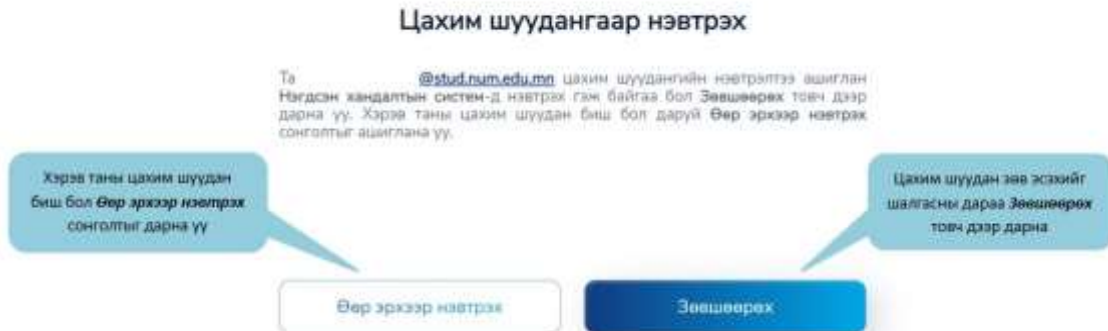 Цахим шуудангаар нэвтрэх
Та @stud.num.edu.mn цахим шуудангийн нэвтрэлтээ ашиглан
Нэгдсэн хандалтын систем-д нэвтрэх гэж байгаа бол Зөвшөөрөх товч дээр
дарна уу. Хэрэв таны цахим шуудан биш бол даруй Өөр эрхээр нэвтрэх
сонголтыг ашиглана уу.
Хэрэв таны цахим шуудан
биш бол Өөр эрхээр нэвтрэх
сонголтыг дарна уу
Цахим шуудан зөв эсэхийг
шалгасны дараа Зөвшөөрөх
товч дээр дарна
Өөр эрхээр нэвтрэх
Зөвшөөрөх